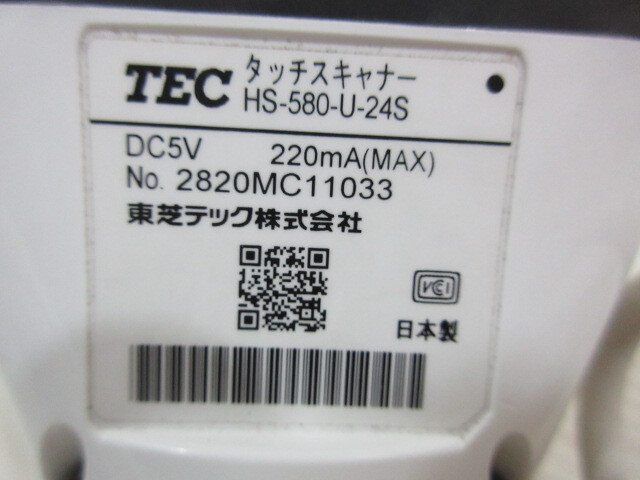 TEC タッチスキャナー
HS-580-U-24S
DC5V 220mA(MAX)
No. 2820MC11033
東芝テック株式会社
VCI
日本製